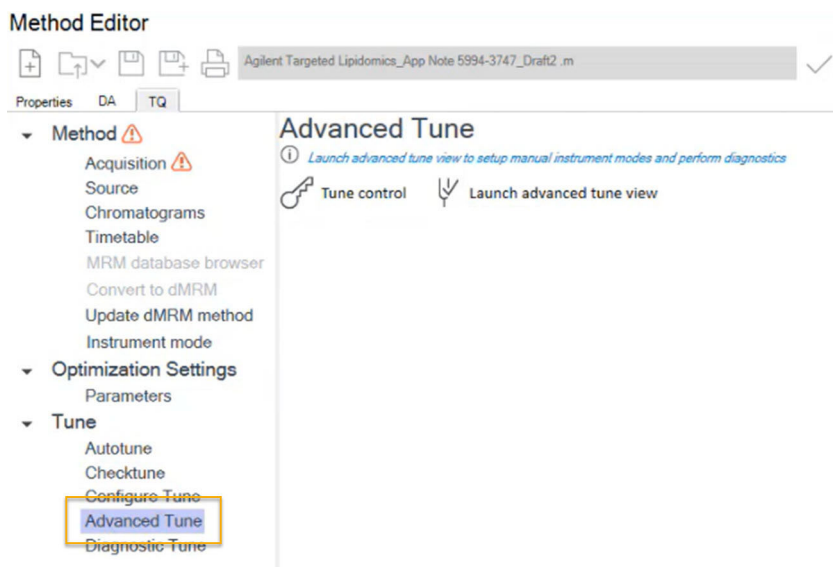 Method Editor
Agilent Targeted Lipidomics_App Note 5994-3747_Draft2 .m
Properties DA TQ
Method
Acquisition
Source
Chromatograms
Timetable
MRM database browser
Convert to dMRM
Update dMRM method
Instrument mode
Optimization Settings
Parameters
Tune
Autotune
Checktune
Configure Tune
Advanced Tune
Diagnostic Tune
Advanced Tune
Launch advanced tune view to setup manual instrument modes and perform diagnostics
Tune control Launch advanced tune view